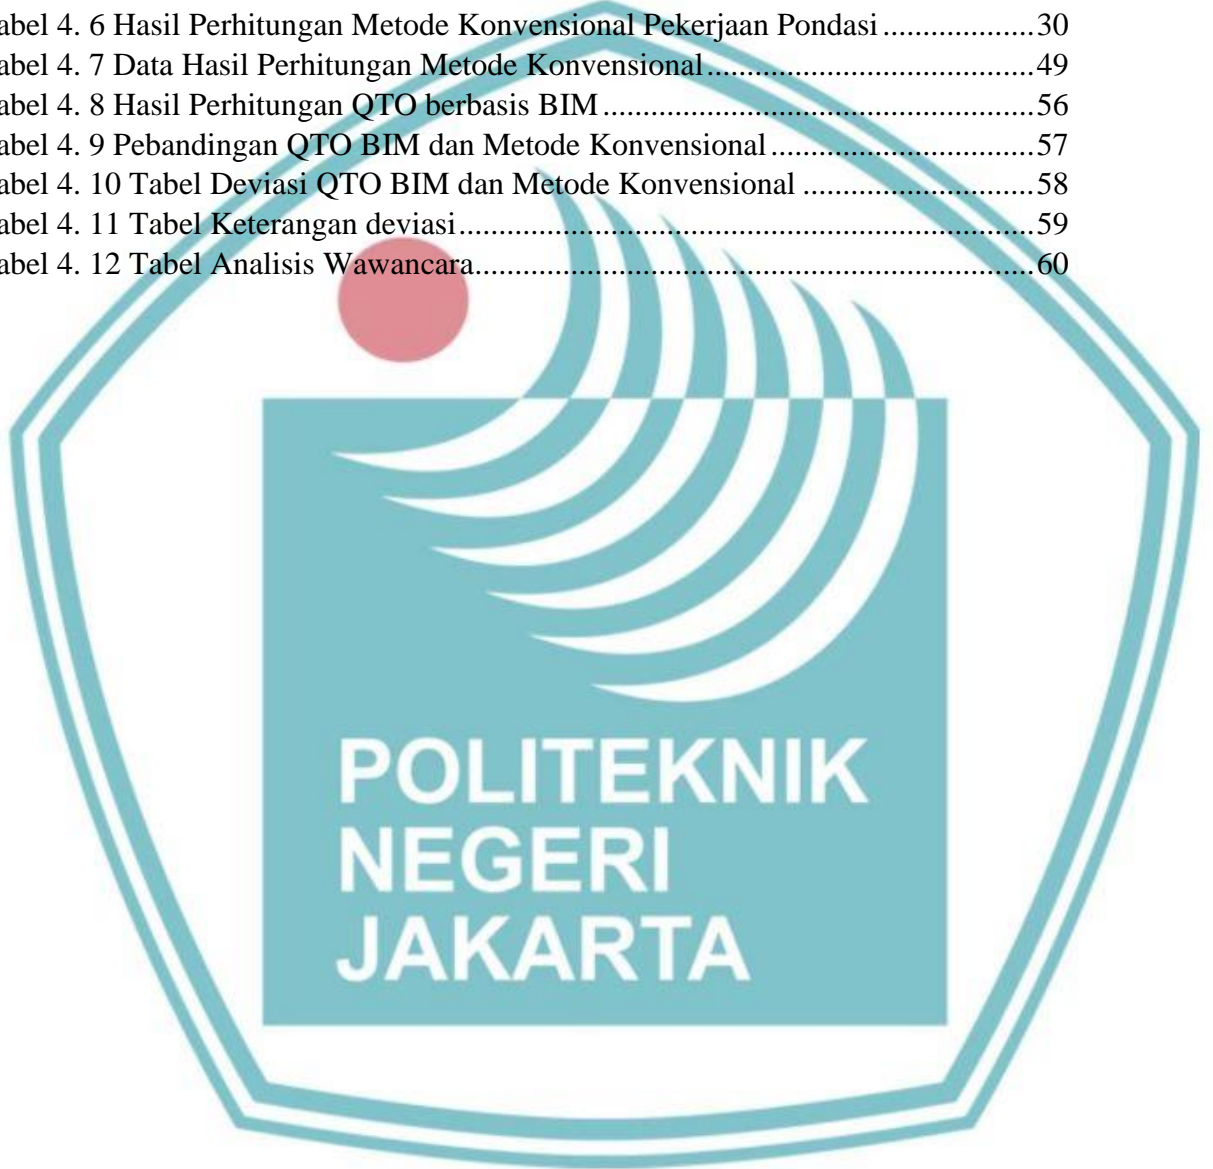 abel 4. 6 Hasil Perhitungan Metode Konvensional Pekerjaan Pondasi..................30
abel 4. 7 Data Hasil Perhitungan Metode Konvensional.......................................49
abel 4. 8 Hasil Perhitungan QTO berbasis BIM....................................................56
abel 4. 9 Pebandingan QTO BIM dan Metode Konvensional...............................57
abel 4. 10 Tabel Deviasi QTO BIM dan Metode Konvensional...........................58
abel 4. 11 Tabel Keterangan deviasi.....................................................................59
abel 4. 12 Tabel Analisis Wawancara...................................................................60
POLITEKNIK
NEGERI
JAKARTA